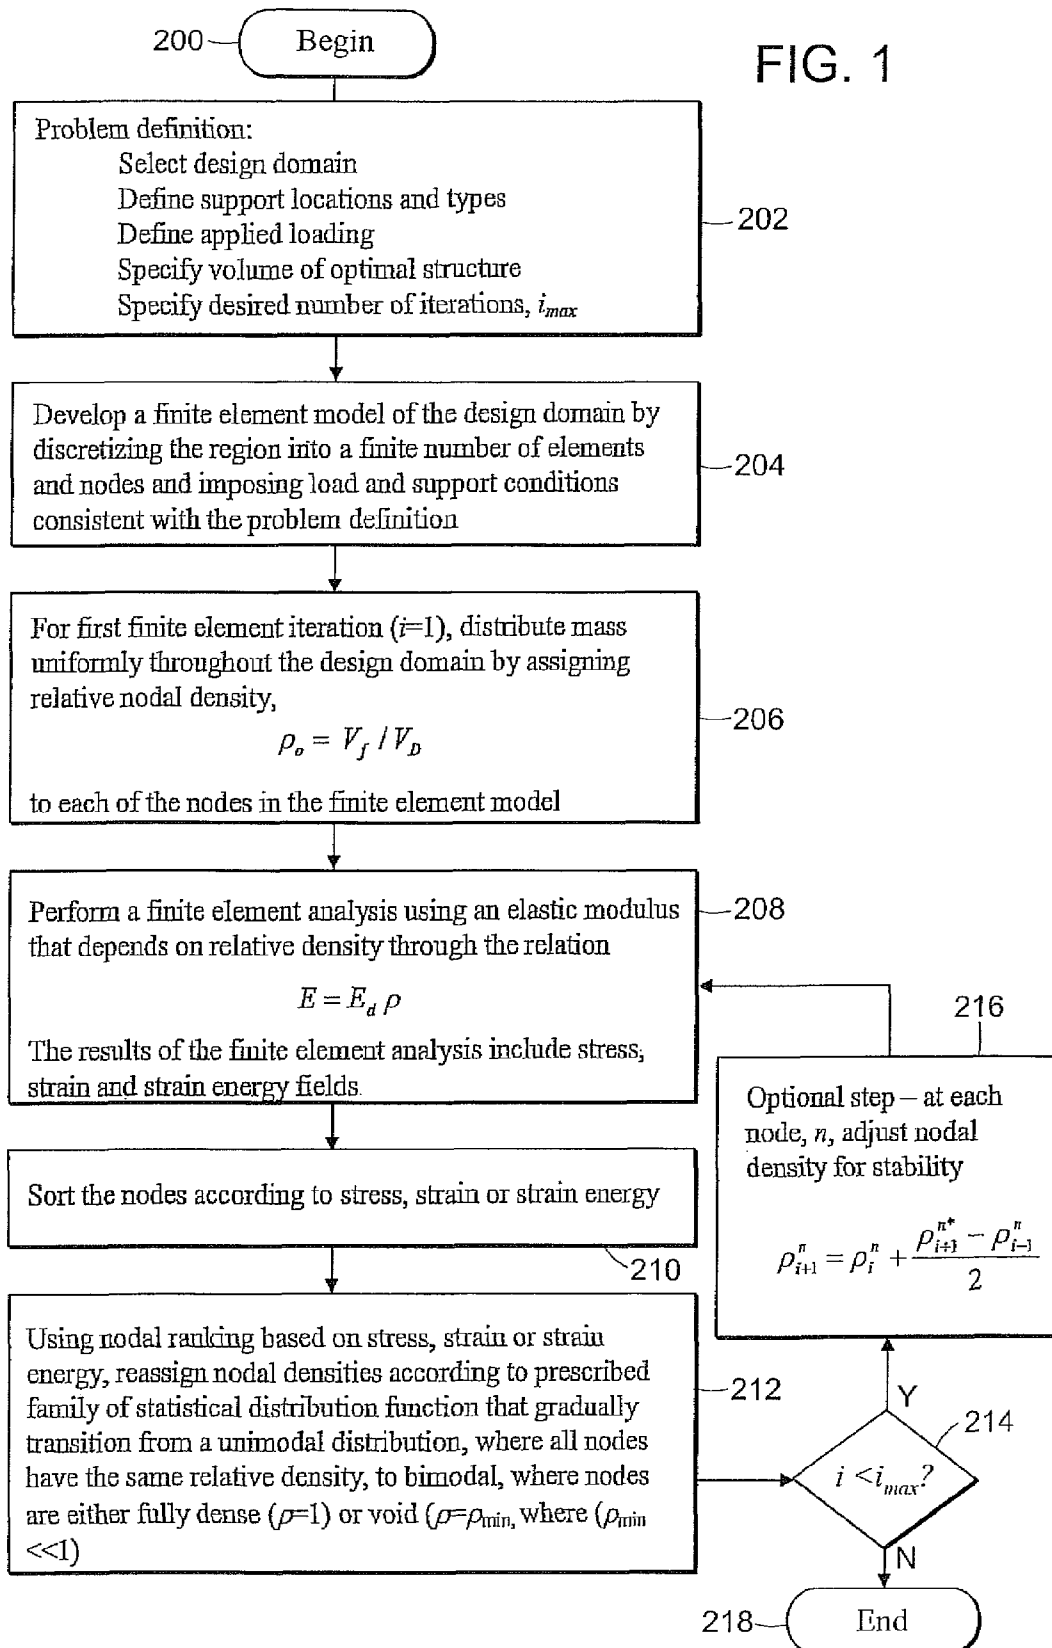 FIG. 1
200
Begin
Problem definition:
Select design domain
Define support locations and types
Define applied loading
Specify volume of optimal structure
Specify desired number of iterations, i_max
202
Develop a finite element model of the design domain by
discretizing the region into a finite number of elements
and nodes and imposing load and support conditions
consistent with the problem definition
204
For first finite element iteration (i=1), distribute mass
uniformly throughout the design domain by assigning
relative nodal density,
ρ_o = V_f / V_D
to each of the nodes in the finite element model
206
Perform a finite element analysis using an elastic modulus
that depends on relative density through the relation
E = E_d ρ
The results of the finite element analysis include stress,
strain and strain energy fields.
208
Sort the nodes according to stress, strain or strain energy
210
Using nodal ranking based on stress, strain or strain
energy, reassign nodal densities according to prescribed
family of statistical distribution function that gradually
transition from a unimodal distribution, where all nodes
have the same relative density, to bimodal, where nodes
are either fully dense (ρ=1) or void (ρ=ρ_min, where (ρ_min
<<1)
212
216
Optional step – at each
node, n, adjust nodal
density for stability
ρ^n_{i+1} = ρ^n_i + (ρ^{n*}_{i+1} − ρ^n_{i−1}) / 2
Y
214
i < i_max?
N
218
End